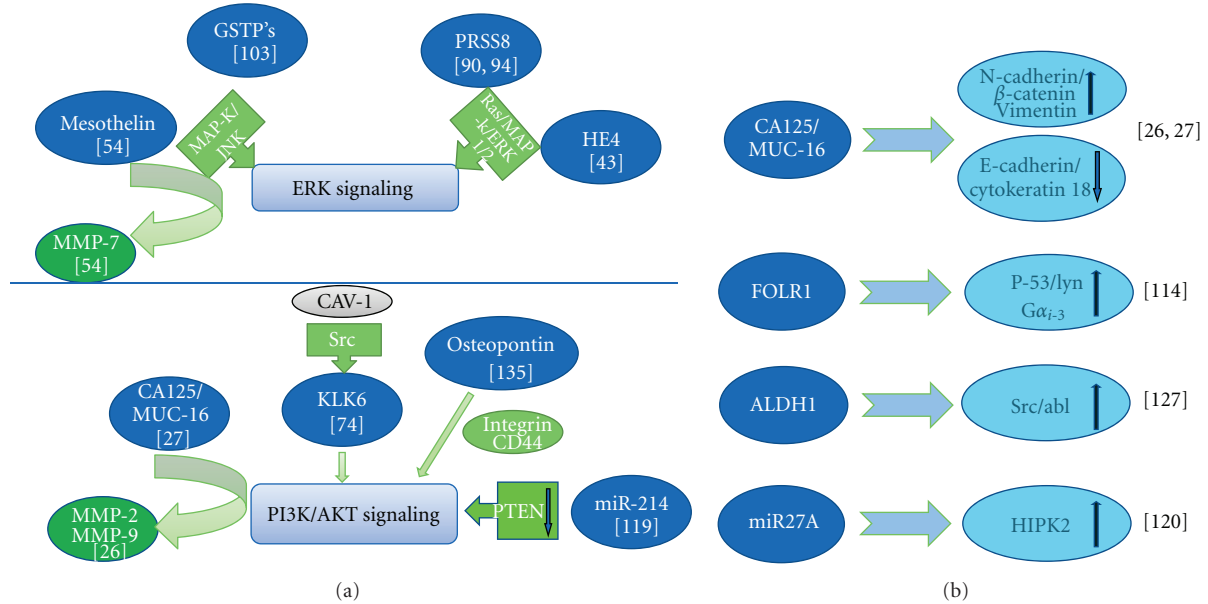 GSTP's
[103]
PRSS8
[90, 94]
Mesothelin
[54]
MAP-K/
JNK
Ras/MAP
-k/ERK
1/2
HE4
[43]
ERK signaling
MMP-7
[54]
CAV-1
Src
Osteopontin
[135]
CA125/
MUC-16
[27]
KLK6
[74]
Integrin
CD44
PI3K/AKT signaling
PTEN
miR-214
[119]
MMP-2
MMP-9
[26]
(a)
CA125/
MUC-16
N-cadherin/
β-catenin
Vimentin
[26, 27]
E-cadherin/
cytokeratin 18
FOLR1
P-53/lyn
Gαi-3
[114]
ALDH1
Src/abl
[127]
miR27A
HIPK2
[120]
(b)